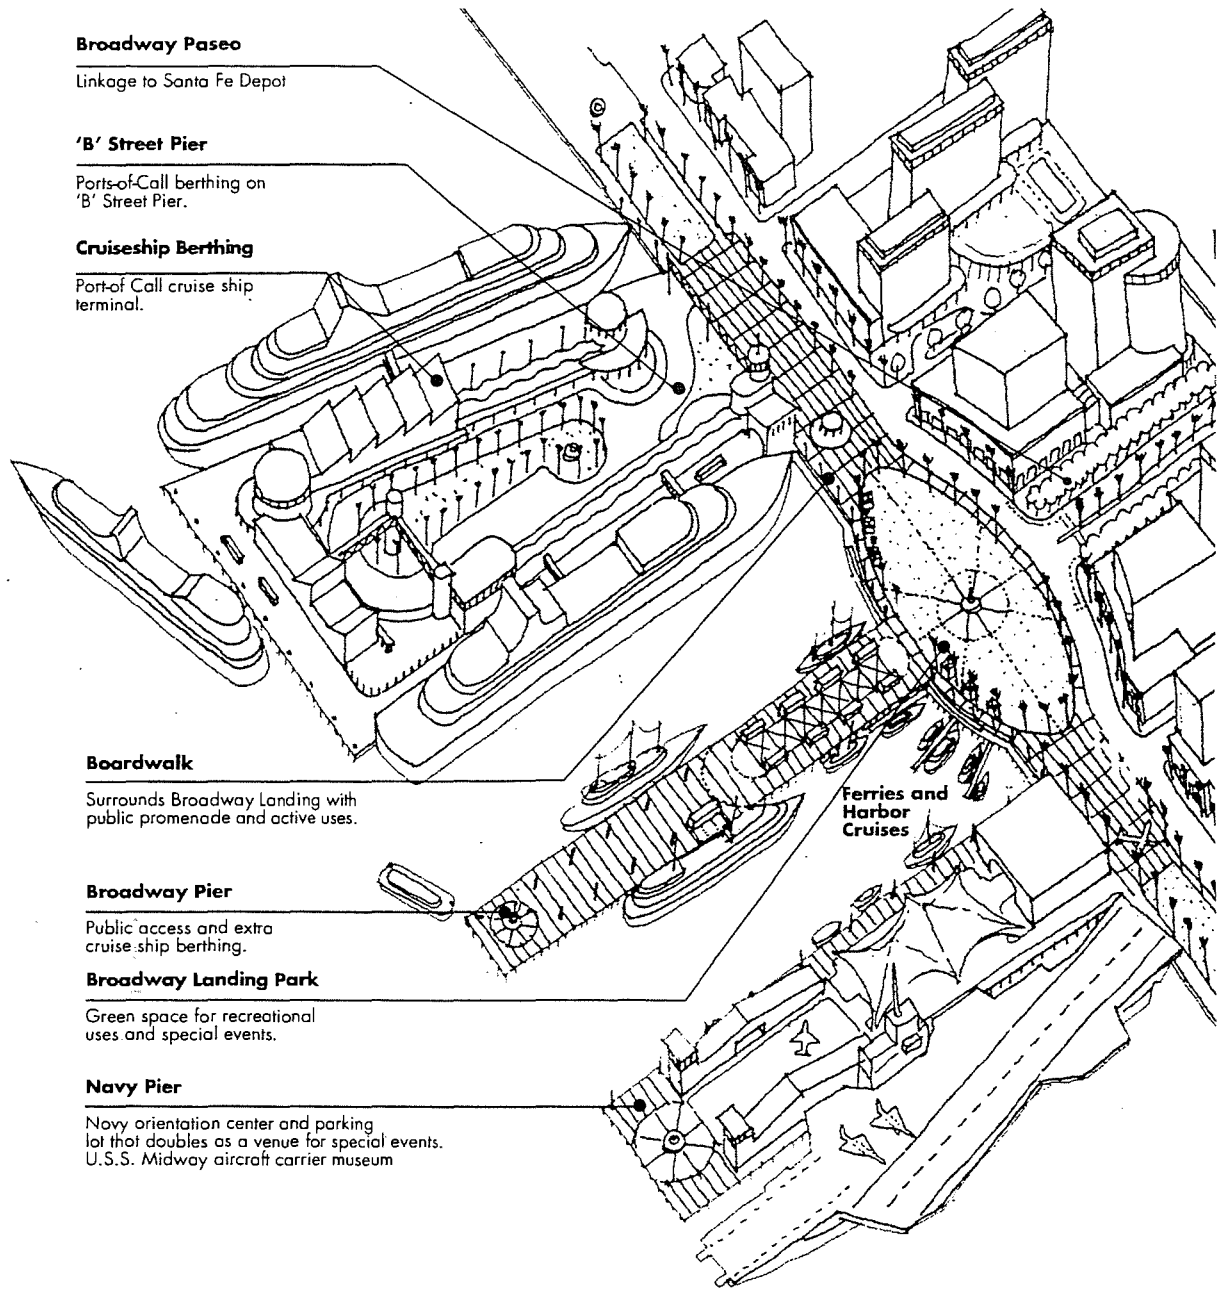 Broadway Paseo
Linkage to Santa Fe Depot
'B' Street Pier
Ports-of-Call berthing on
'B' Street Pier.
Cruiseship Berthing
Port-of Call cruise ship
terminal.
Boardwalk
Surrounds Broadway Landing with
public promenade and active uses.
Ferries and
Harbor
Cruises
Broadway Pier
Public access and extra
cruise ship berthing.
Broadway Landing Park
Green space for recreational
uses and special events.
Navy Pier
Navy orientation center and parking
lot that doubles as a venue for special events.
U.S.S. Midway aircraft carrier museum